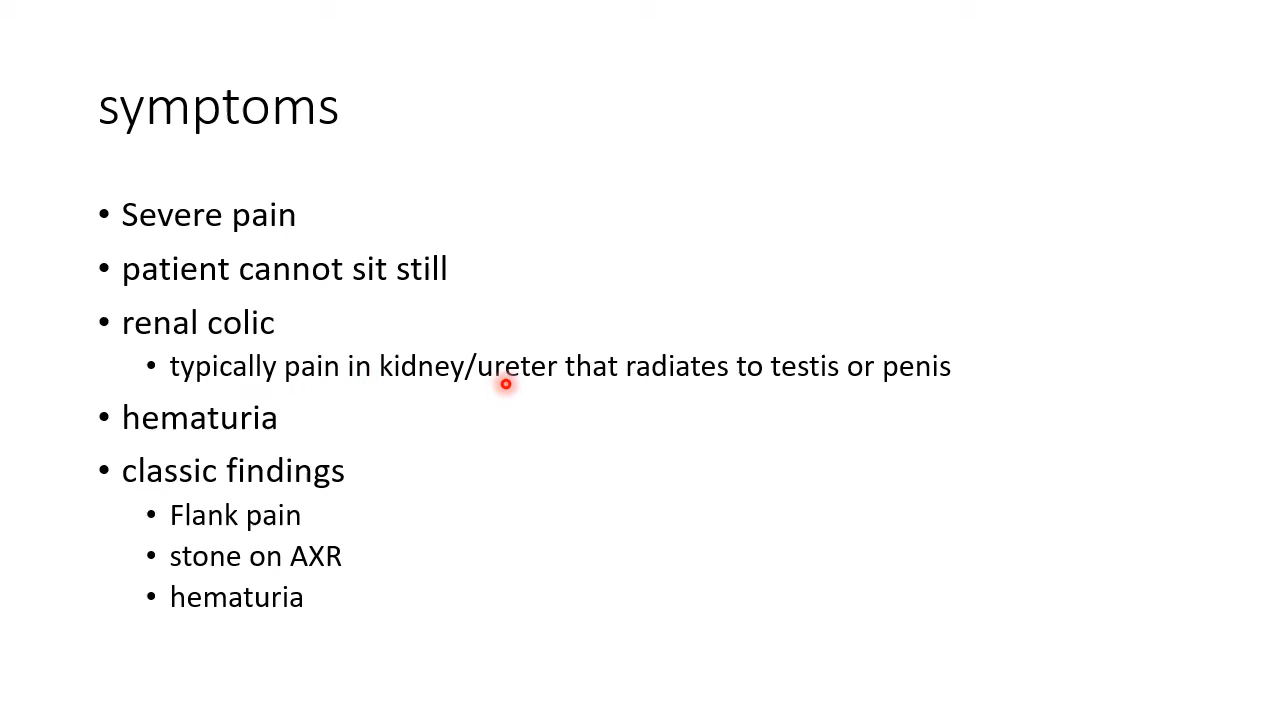 symptoms
• Severe pain
• patient cannot sit still
• renal colic
• typically pain in kidney/ureter that radiates to testis or penis
• hematuria
• classic findings
• Flank pain
• stone on AXR
• hematuria